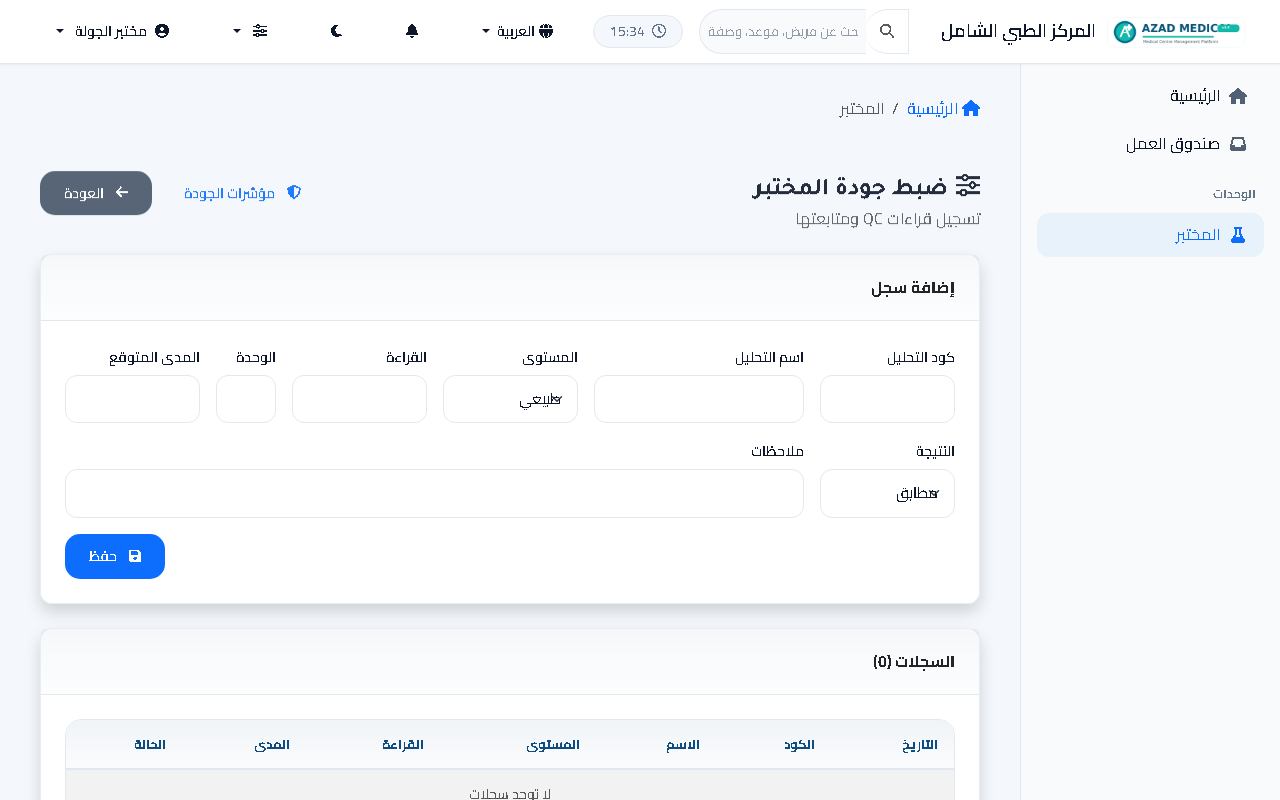 AZAD MEDIC
Medical Centre Management Platform
المركز الطبي الشامل
حث عن مريض، موعد، وصفة
15:34
العربية
مختبر الجولة
الرئيسية
صندوق العمل
الوحدات
المختبر
الرئيسية / المختبر
ضبط جودة المختبر
تسجيل قراءات QC ومتابعتها
مؤشرات الجودة
العودة
إضافة سجل
كود التحليل
اسم التحليل
المستوى
القراءة
الوحدة
المدى المتوقع
طبيعي
النتيجة
ملاحظات
مطابق
حفظ
السجلات (0)
التاريخ الكود الاسم المستوى القراءة المدى الحالة
لا توجد سجلات